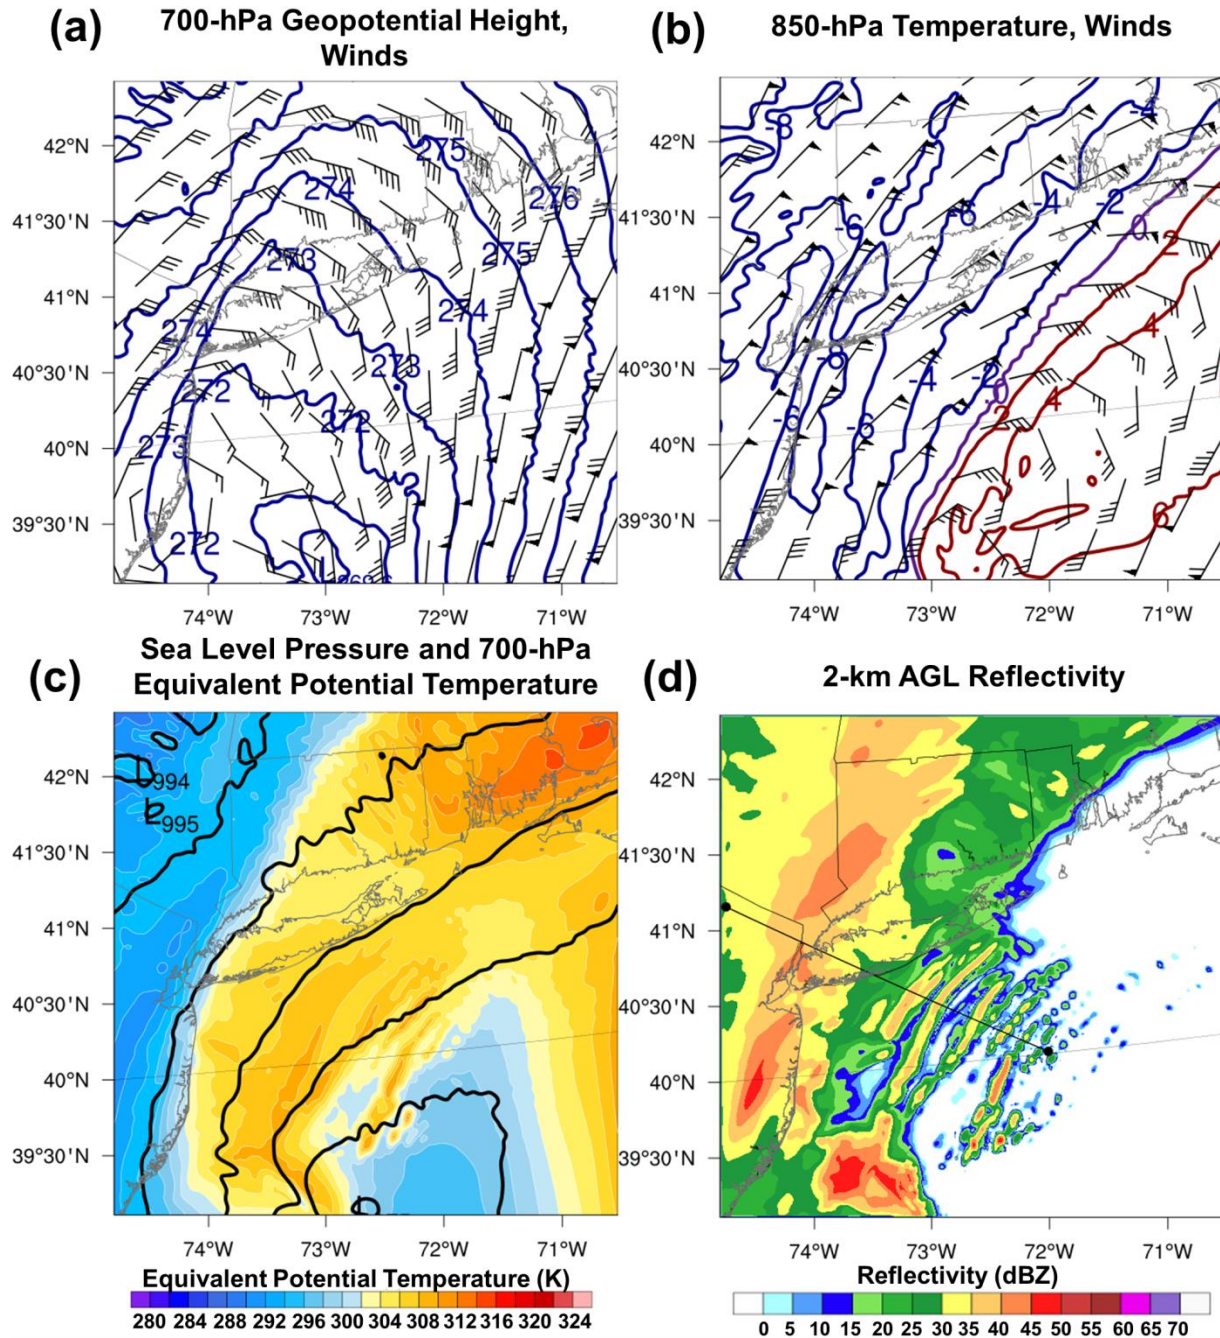 (a)
700-hPa Geopotential Height,
Winds
42°N
41°30'N
41°N
40°30'N
40°N
39°30'N
275
274
276
273
275
274
274
273
272
272
273
272
74°W
73°W
72°W
71°W
(b)
850-hPa Temperature, Winds
42°N
41°30'N
41°N
40°30'N
40°N
39°30'N
-8
-4
-6
-4
-2
-6
0
2
4
-8
-4
-2
0
4
2
-6
-6
6
74°W
73°W
72°W
71°W
(c)
Sea Level Pressure and 700-hPa
Equivalent Potential Temperature
42°N
41°30'N
41°N
40°30'N
40°N
39°30'N
L994
L995
74°W
73°W
72°W
71°W
Equivalent Potential Temperature (K)
280 284 288 292 296 300 304 308 312 316 320 324
(d)
2-km AGL Reflectivity
42°N
41°30'N
41°N
40°30'N
40°N
39°30'N
74°W
73°W
72°W
71°W
Reflectivity (dBZ)
0 5 10 15 20 25 30 35 40 45 50 55 60 65 70